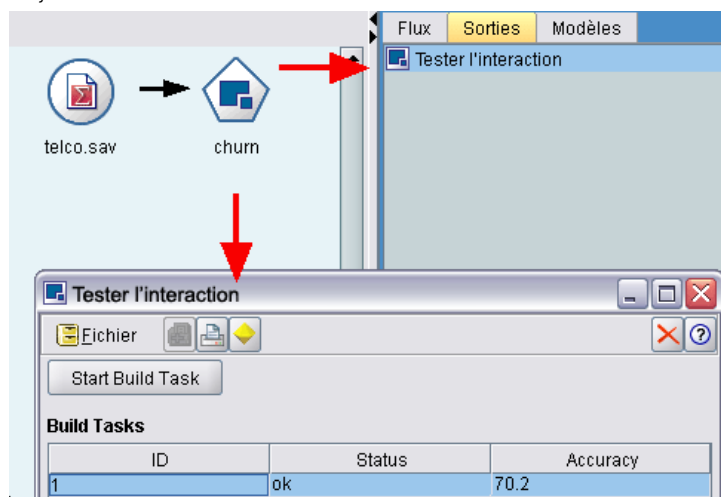 Flux Sorties Modèles
Tester l'interaction
telco.sav churn
Tester l'interaction
Fichier
Start Build Task
Build Tasks
ID Status Accuracy
1 ok 70.2